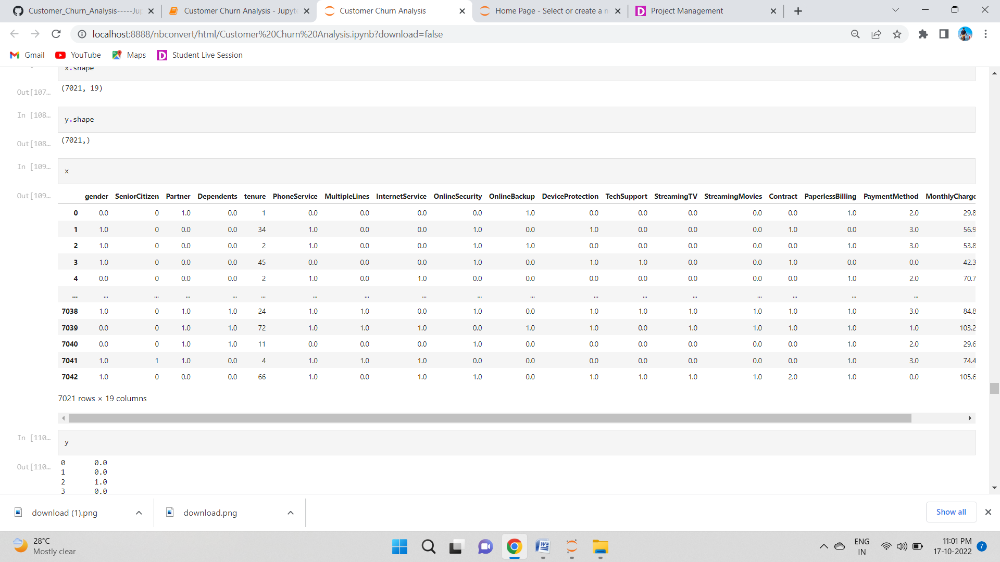 Customer_Churn_Analysis-----Ju
Customer Churn Analysis - Jupyt
Customer Churn Analysis
Home Page - Select or create a n
Project Management
localhost:8888/nbconvert/html/Customer%20Churn%20Analysis.ipynb?download=false
Gmail YouTube Maps Student Live Session
x.shape
Out[107… (7021, 19)
In [108… y.shape
Out[108… (7021,)
In [109… x
Out[109…
gender SeniorCitizen Partner Dependents tenure PhoneService MultipleLines InternetService OnlineSecurity OnlineBackup DeviceProtection TechSupport StreamingTV StreamingMovies Contract PaperlessBilling PaymentMethod MonthlyCharge
0 0.0 0 1.0 0.0 1 0.0 0.0 0.0 0.0 1.0 0.0 0.0 0.0 0.0 0.0 1.0 2.0 29.8
1 1.0 0 0.0 0.0 34 1.0 0.0 0.0 1.0 0.0 1.0 0.0 0.0 0.0 1.0 0.0 3.0 56.9
2 1.0 0 0.0 0.0 2 1.0 0.0 0.0 1.0 1.0 0.0 0.0 0.0 0.0 0.0 1.0 3.0 53.8
3 1.0 0 0.0 0.0 45 0.0 0.0 0.0 1.0 0.0 1.0 1.0 0.0 0.0 1.0 0.0 0.0 42.3
4 0.0 0 0.0 0.0 2 1.0 0.0 1.0 0.0 0.0 0.0 0.0 0.0 0.0 0.0 1.0 2.0 70.7
... ... ... ... ... ... ... ... ... ... ... ... ... ... ... ... ... ...
7038 1.0 0 1.0 1.0 24 1.0 1.0 0.0 1.0 0.0 1.0 1.0 1.0 1.0 1.0 1.0 3.0 84.8
7039 0.0 0 1.0 1.0 72 1.0 1.0 1.0 0.0 1.0 1.0 0.0 1.0 1.0 1.0 1.0 1.0 103.2
7040 0.0 0 1.0 1.0 11 0.0 0.0 0.0 1.0 0.0 0.0 0.0 0.0 0.0 0.0 1.0 2.0 29.6
7041 1.0 1 1.0 0.0 4 1.0 1.0 1.0 0.0 0.0 0.0 0.0 0.0 0.0 0.0 1.0 3.0 74.4
7042 1.0 0 0.0 0.0 66 1.0 0.0 1.0 1.0 0.0 1.0 1.0 1.0 1.0 2.0 1.0 0.0 105.6
7021 rows × 19 columns
In [110… y
Out[110…
0 0.0
1 0.0
2 1.0
3 0.0
download (1).png download.png Show all
28°C
Mostly clear
ENG
IN
11:01 PM
17-10-2022
7